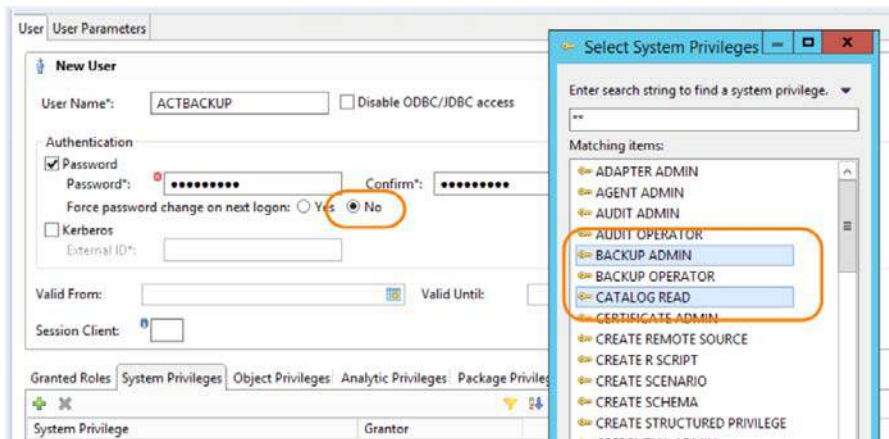 User User Parameters
New User
User Name*: ACTBACKUP Disable ODBC/JDBC access
Authentication
Password
Password*: ●●●●●●●●● Confirm*: ●●●●●●●●●
Force password change on next logon: Yes No
Kerberos
External ID*:
Valid From: Valid Until:
Session Client:
Granted Roles System Privileges Object Privileges Analytic Privileges Package Privileg
System Privilege Grantor
Select System Privileges
Enter search string to find a system privilege.
**
Matching items:
ADAPTER ADMIN
AGENT ADMIN
AUDIT ADMIN
AUDIT OPERATOR
BACKUP ADMIN
BACKUP OPERATOR
CATALOG READ
CERTIFICATE ADMIN
CREATE REMOTE SOURCE
CREATE R SCRIPT
CREATE SCENARIO
CREATE SCHEMA
CREATE STRUCTURED PRIVILEGE